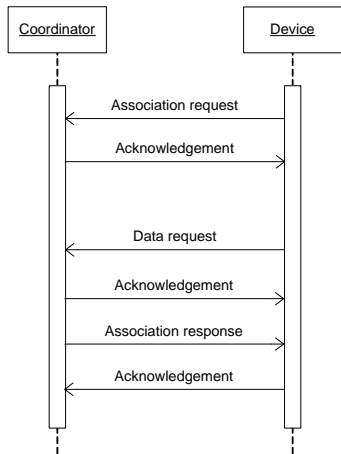 Coordinator
Device
Association request
Acknowledgement
Data request
Acknowledgement
Association response
Acknowledgement